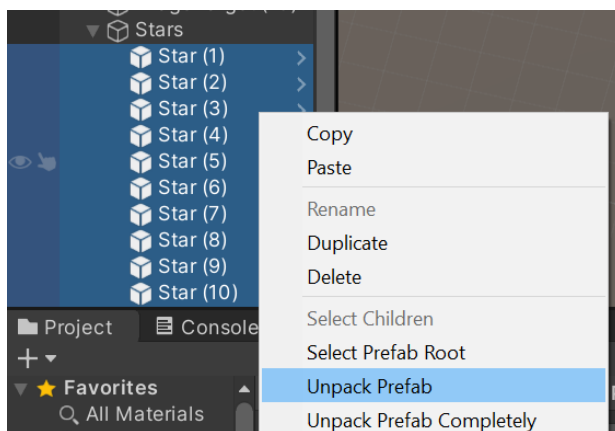 Stars
Star (1)
Star (2)
Star (3)
Star (4)
Star (5)
Star (6)
Star (7)
Star (8)
Star (9)
Star (10)
Copy
Paste
Rename
Duplicate
Delete
Select Children
Select Prefab Root
Unpack Prefab
Unpack Prefab Completely
Project
Console
Favorites
All Materials